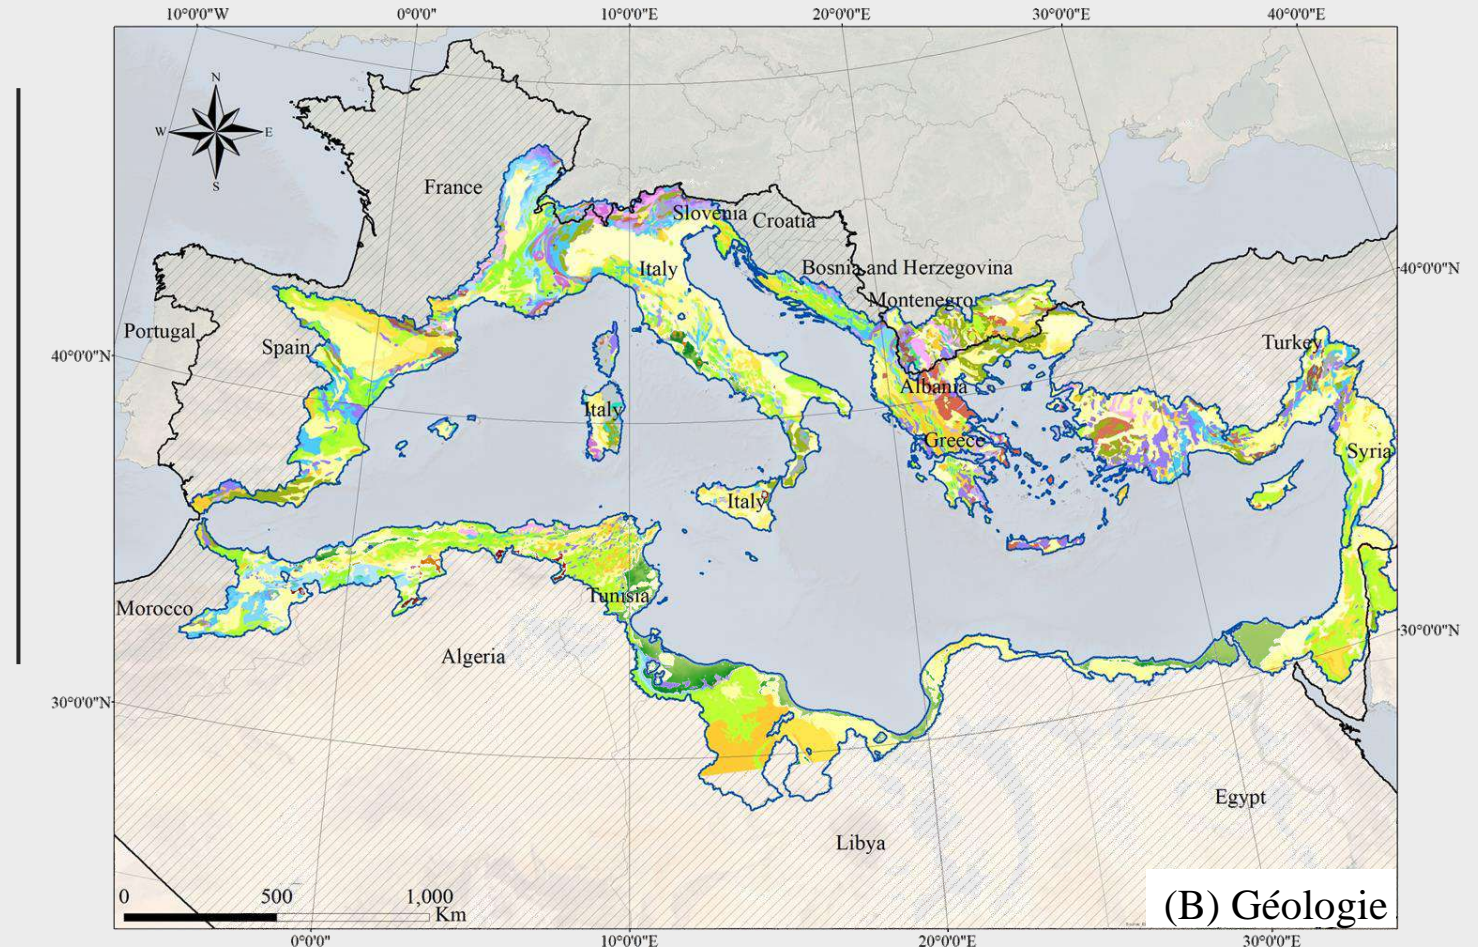 10°0'0"W 0°0'0" 10°0'0"E 20°0'0"E 30°0'0"E 40°0'0"E
N
W E
S
France
Slovenia
Croatia
Italy
Bosnia and Herzegovina
40°0'0"N
Montenegro
Portugal
Spain
Turkey
40°0'0"N
Albania
Italy
Greece
Syria
Italy
Tunisia
Morocco
30°0'0"N
Algeria
30°0'0"N
Egypt
Libya
0 500 1,000
Km
(B) Géologie
0°0'0" 10°0'0"E 20°0'0"E 30°0'0"E